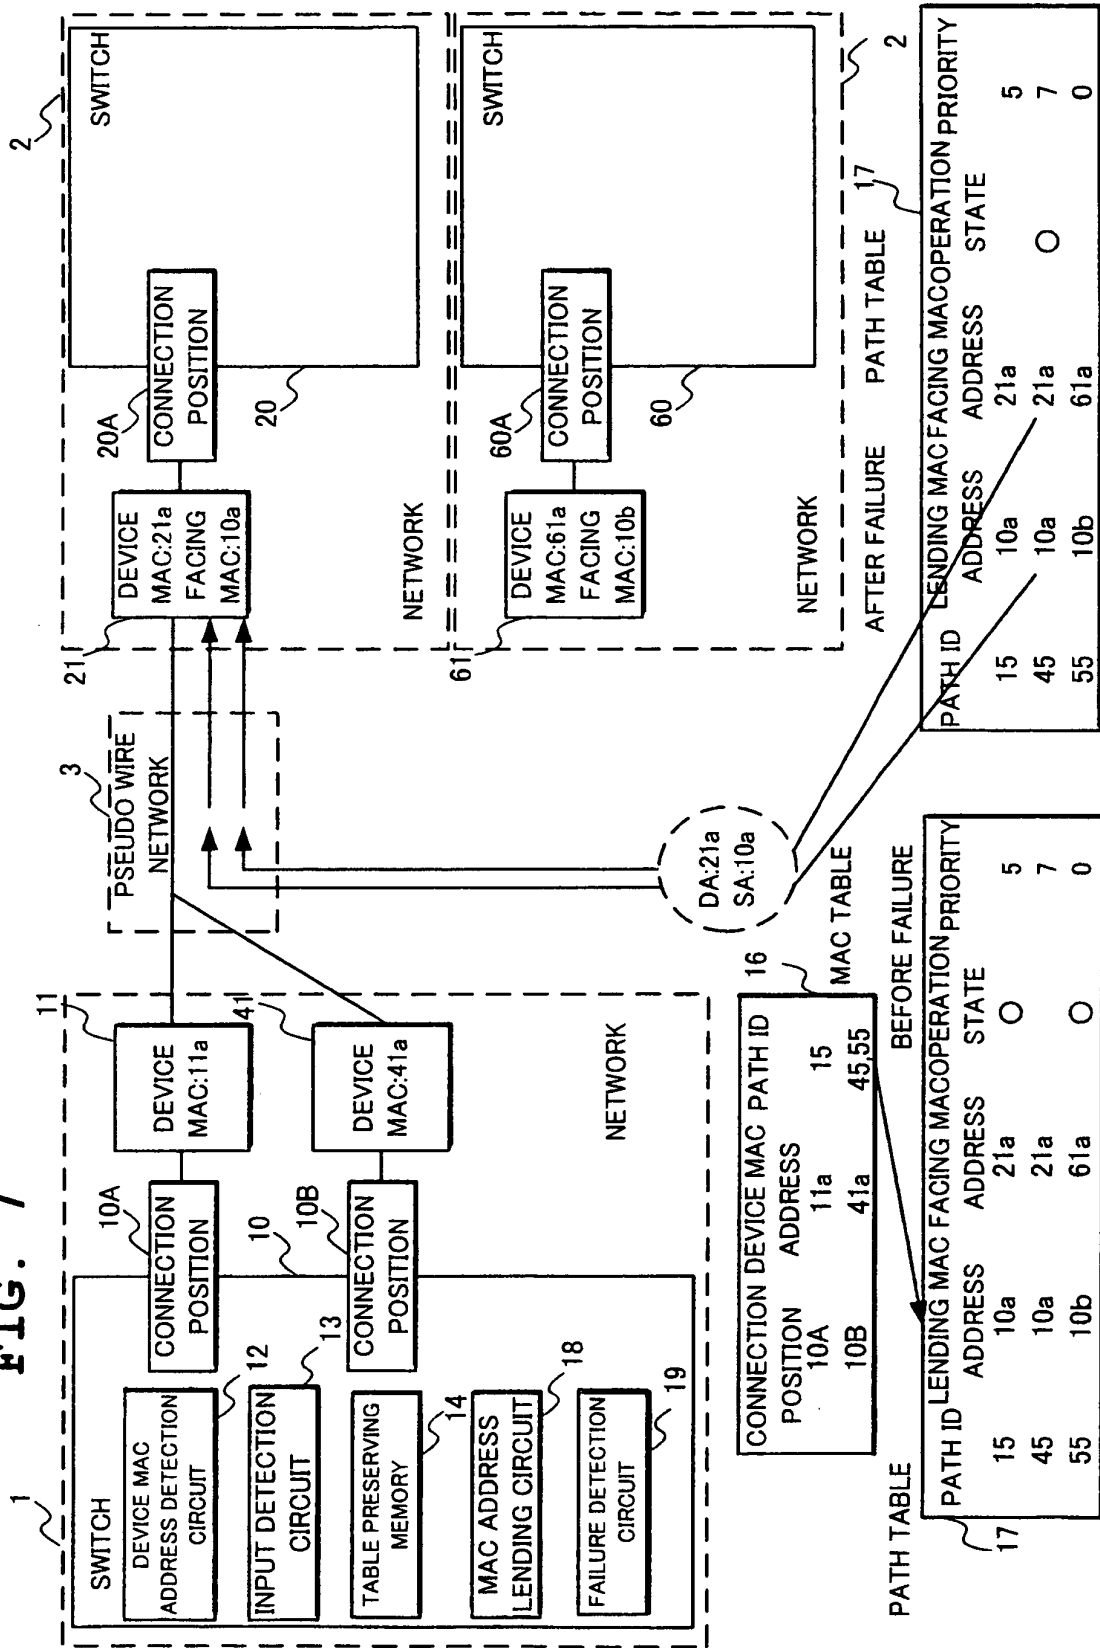 FIG. 7
1
SWITCH
DEVICE MAC
ADDRESS DETECTION
CIRCUIT
12
INPUT DETECTION
CIRCUIT
13
TABLE PRESERVING
MEMORY
14
MAC ADDRESS
LENDING CIRCUIT
18
FAILURE DETECTION
CIRCUIT
19
10A
CONNECTION
POSITION
10
10B
CONNECTION
POSITION
11
DEVICE
MAC:11a
41
DEVICE
MAC:41a
NETWORK
3
PSEUDO WIRE
NETWORK
2
21
DEVICE
MAC:21a
FACING
MAC:10a
20A
CONNECTION
POSITION
20
SWITCH
NETWORK
61
DEVICE
MAC:61a
FACING
MAC:10b
60A
CONNECTION
POSITION
60
SWITCH
2
NETWORK
DA:21a
SA:10a
16
MAC TABLE
CONNECTION DEVICE MAC PATH ID
POSITION ADDRESS
10A 11a 15
10B 41a 45,55
PATH TABLE BEFORE FAILURE
17
PATH ID LENDING MAC FACING MAC OPERATION PRIORITY
ADDRESS ADDRESS STATE
15 10a 21a ○ 5
45 10a 21a 7
55 10b 61a ○ 0
AFTER FAILURE PATH TABLE
17
PATH ID LENDING MAC FACING MAC OPERATION PRIORITY
ADDRESS ADDRESS STATE
15 10a 21a 5
45 10a 21a ○ 7
55 10b 61a 0